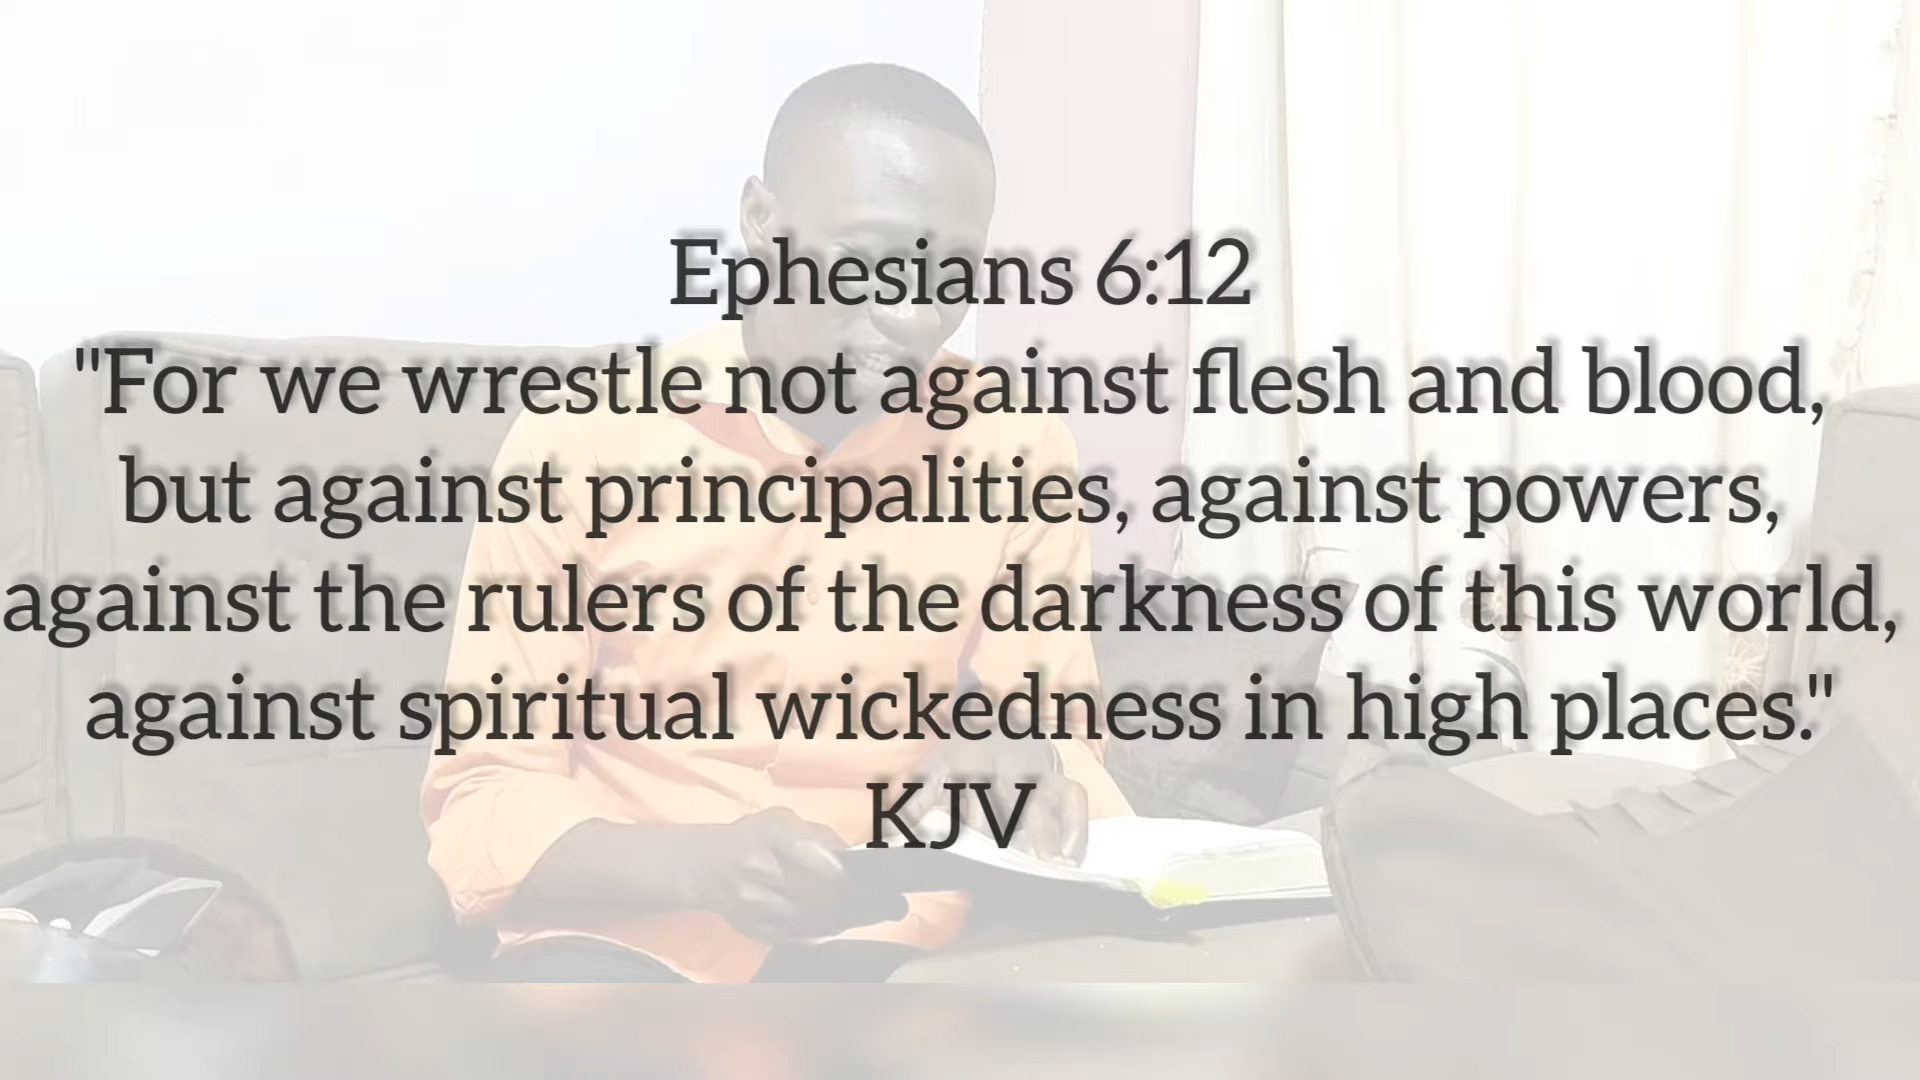 Ephesians 6:12
"For we wrestle not against flesh and blood,
but against principalities, against powers,
against the rulers of the darkness of this world,
against spiritual wickedness in high places."
KJV